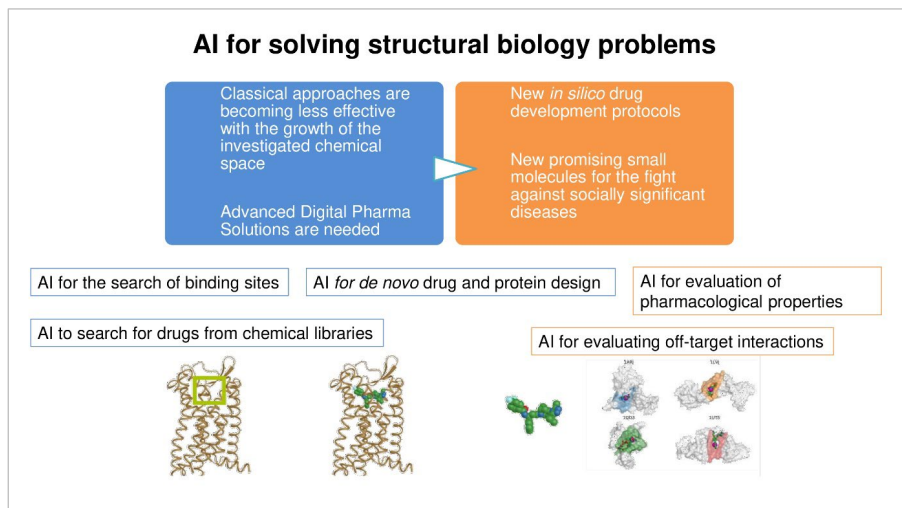 AI for solving structural biology problems
Classical approaches are
becoming less effective
with the growth of the
investigated chemical
space
Advanced Digital Pharma
Solutions are needed
New in silico drug
development protocols
New promising small
molecules for the fight
against socially significant
diseases
AI for the search of binding sites
AI for de novo drug and protein design
AI for evaluation of
pharmacological properties
AI to search for drugs from chemical libraries
AI for evaluating off-target interactions